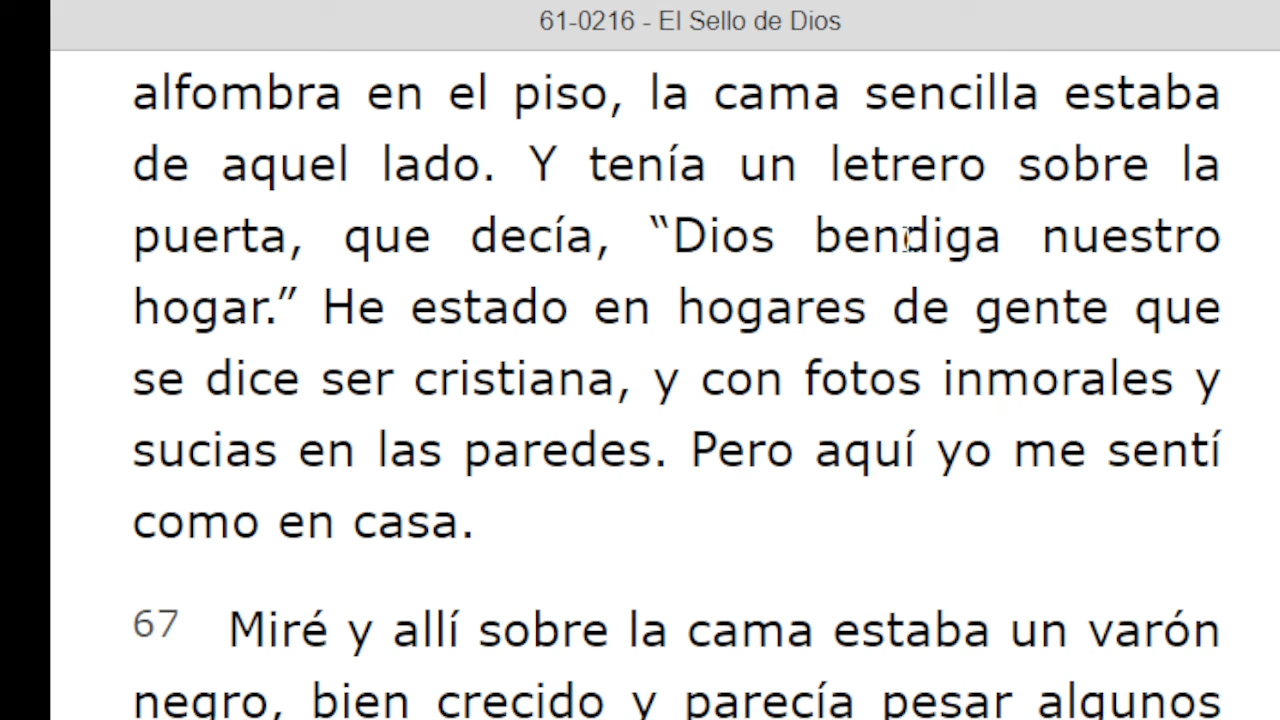 61-0216 - El Sello de Dios
alfombra en el piso, la cama sencilla estaba
de aquel lado. Y tenía un letrero sobre la
puerta, que decía, “Dios bendiga nuestro
hogar.” He estado en hogares de gente que
se dice ser cristiana, y con fotos inmorales y
sucias en las paredes. Pero aquí yo me sentí
como en casa.
67 Miré y allí sobre la cama estaba un varón
negro, bien crecido y parecía pesar algunos